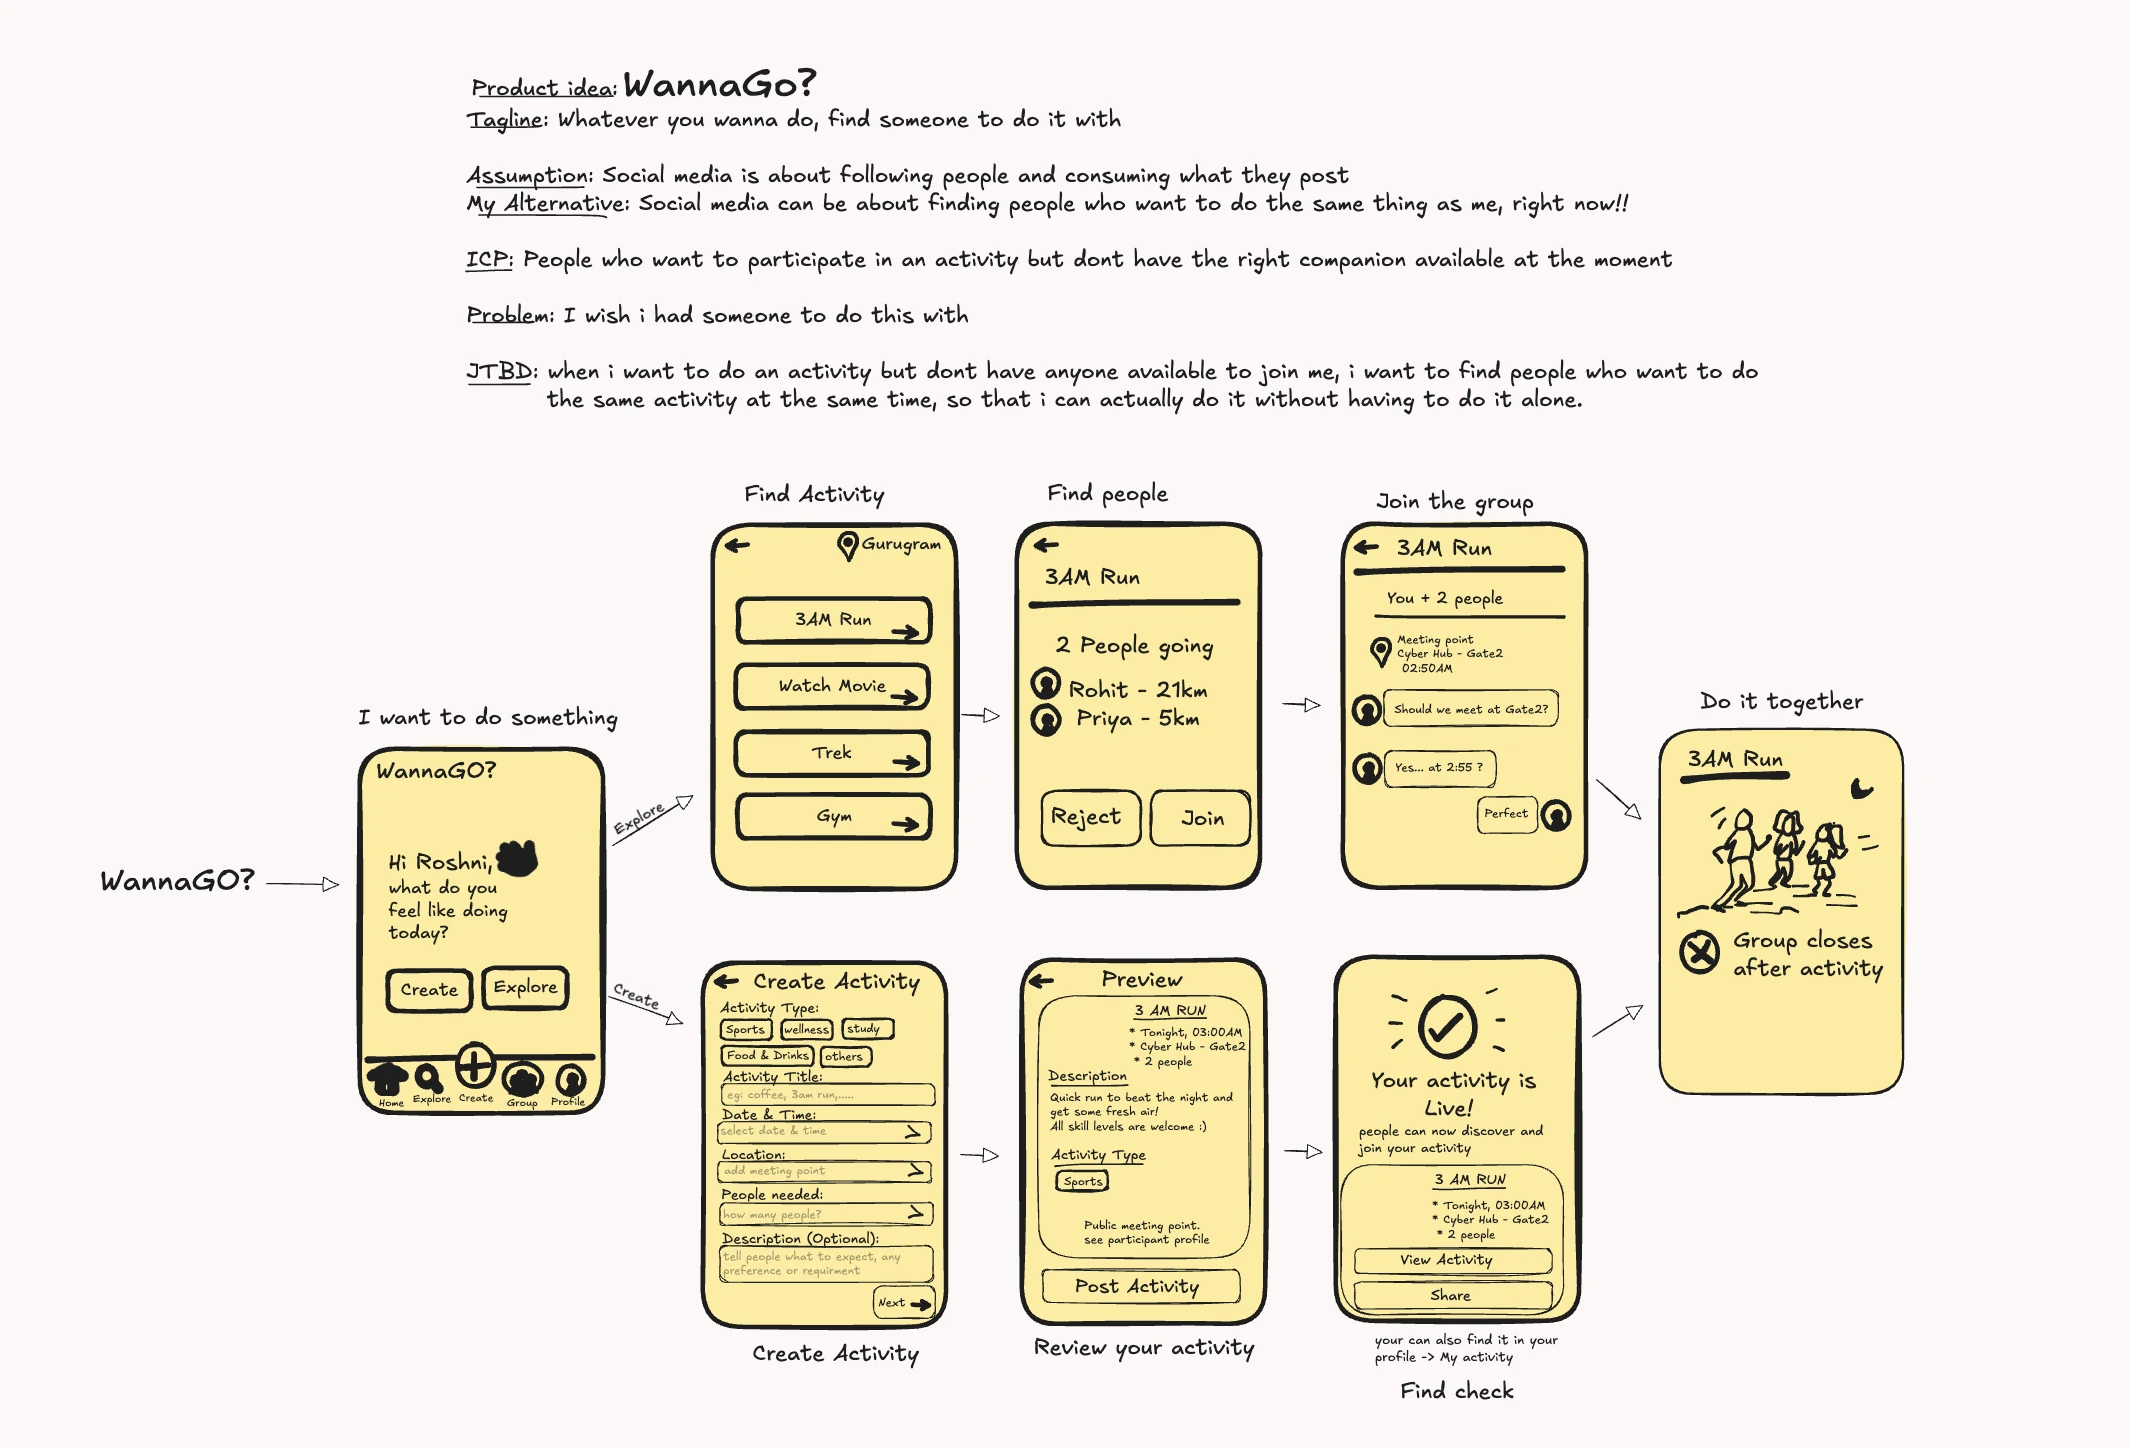 Product idea: WannaGo?
Tagline: Whatever you wanna do, find someone to do it with
Assumption: Social media is about following people and consuming what they post
My Alternative: Social media can be about finding people who want to do the same thing as me, right now!!
ICP: People who want to participate in an activity but dont have the right companion available at the moment
Problem: I wish i had someone to do this with
JTBD: when i want to do an activity but dont have anyone available to join me, i want to find people who want to do
the same activity at the same time, so that i can actually do it without having to do it alone.
WannaGO?
I want to do something
WannaGO?
Hi Roshni,
what do you
feel like doing
today?
Create
Explore
Home
Explore
Create
Group
Profile
Explore
Create
Find Activity
Gurugram
3AM Run
Watch Movie
Trek
Gym
Find people
3AM Run
2 People going
Rohit - 21km
Priya - 5km
Reject
Join
Join the group
3AM Run
You + 2 people
Meeting point
Cyber Hub - Gate2
02:50AM
Should we meet at Gate2?
Yes... at 2:55 ?
Perfect
Create Activity
Activity Type:
Sports
wellness
study
Food & Drinks
others
Activity Title:
eg: coffee, 3am run,.....
Date & Time:
select date & time
Location:
add meeting point
People needed:
how many people?
Description (Optional):
tell people what to expect, any
preference or requirment
Next
Create Activity
Preview
3 AM RUN
* Tonight, 03:00AM
* Cyber Hub - Gate2
* 2 people
Description
Quick run to beat the night and
get some fresh air!
All skill levels are welcome :)
Activity Type
Sports
Public meeting point.
see participant profile
Post Activity
Review your activity
Your activity is
Live!
people can now discover and
join your activity
3 AM RUN
* Tonight, 03:00AM
* Cyber Hub - Gate2
* 2 people
View Activity
Share
your can also find it in your
profile -> My activity
Find check
Do it together
3AM Run
Group closes
after activity